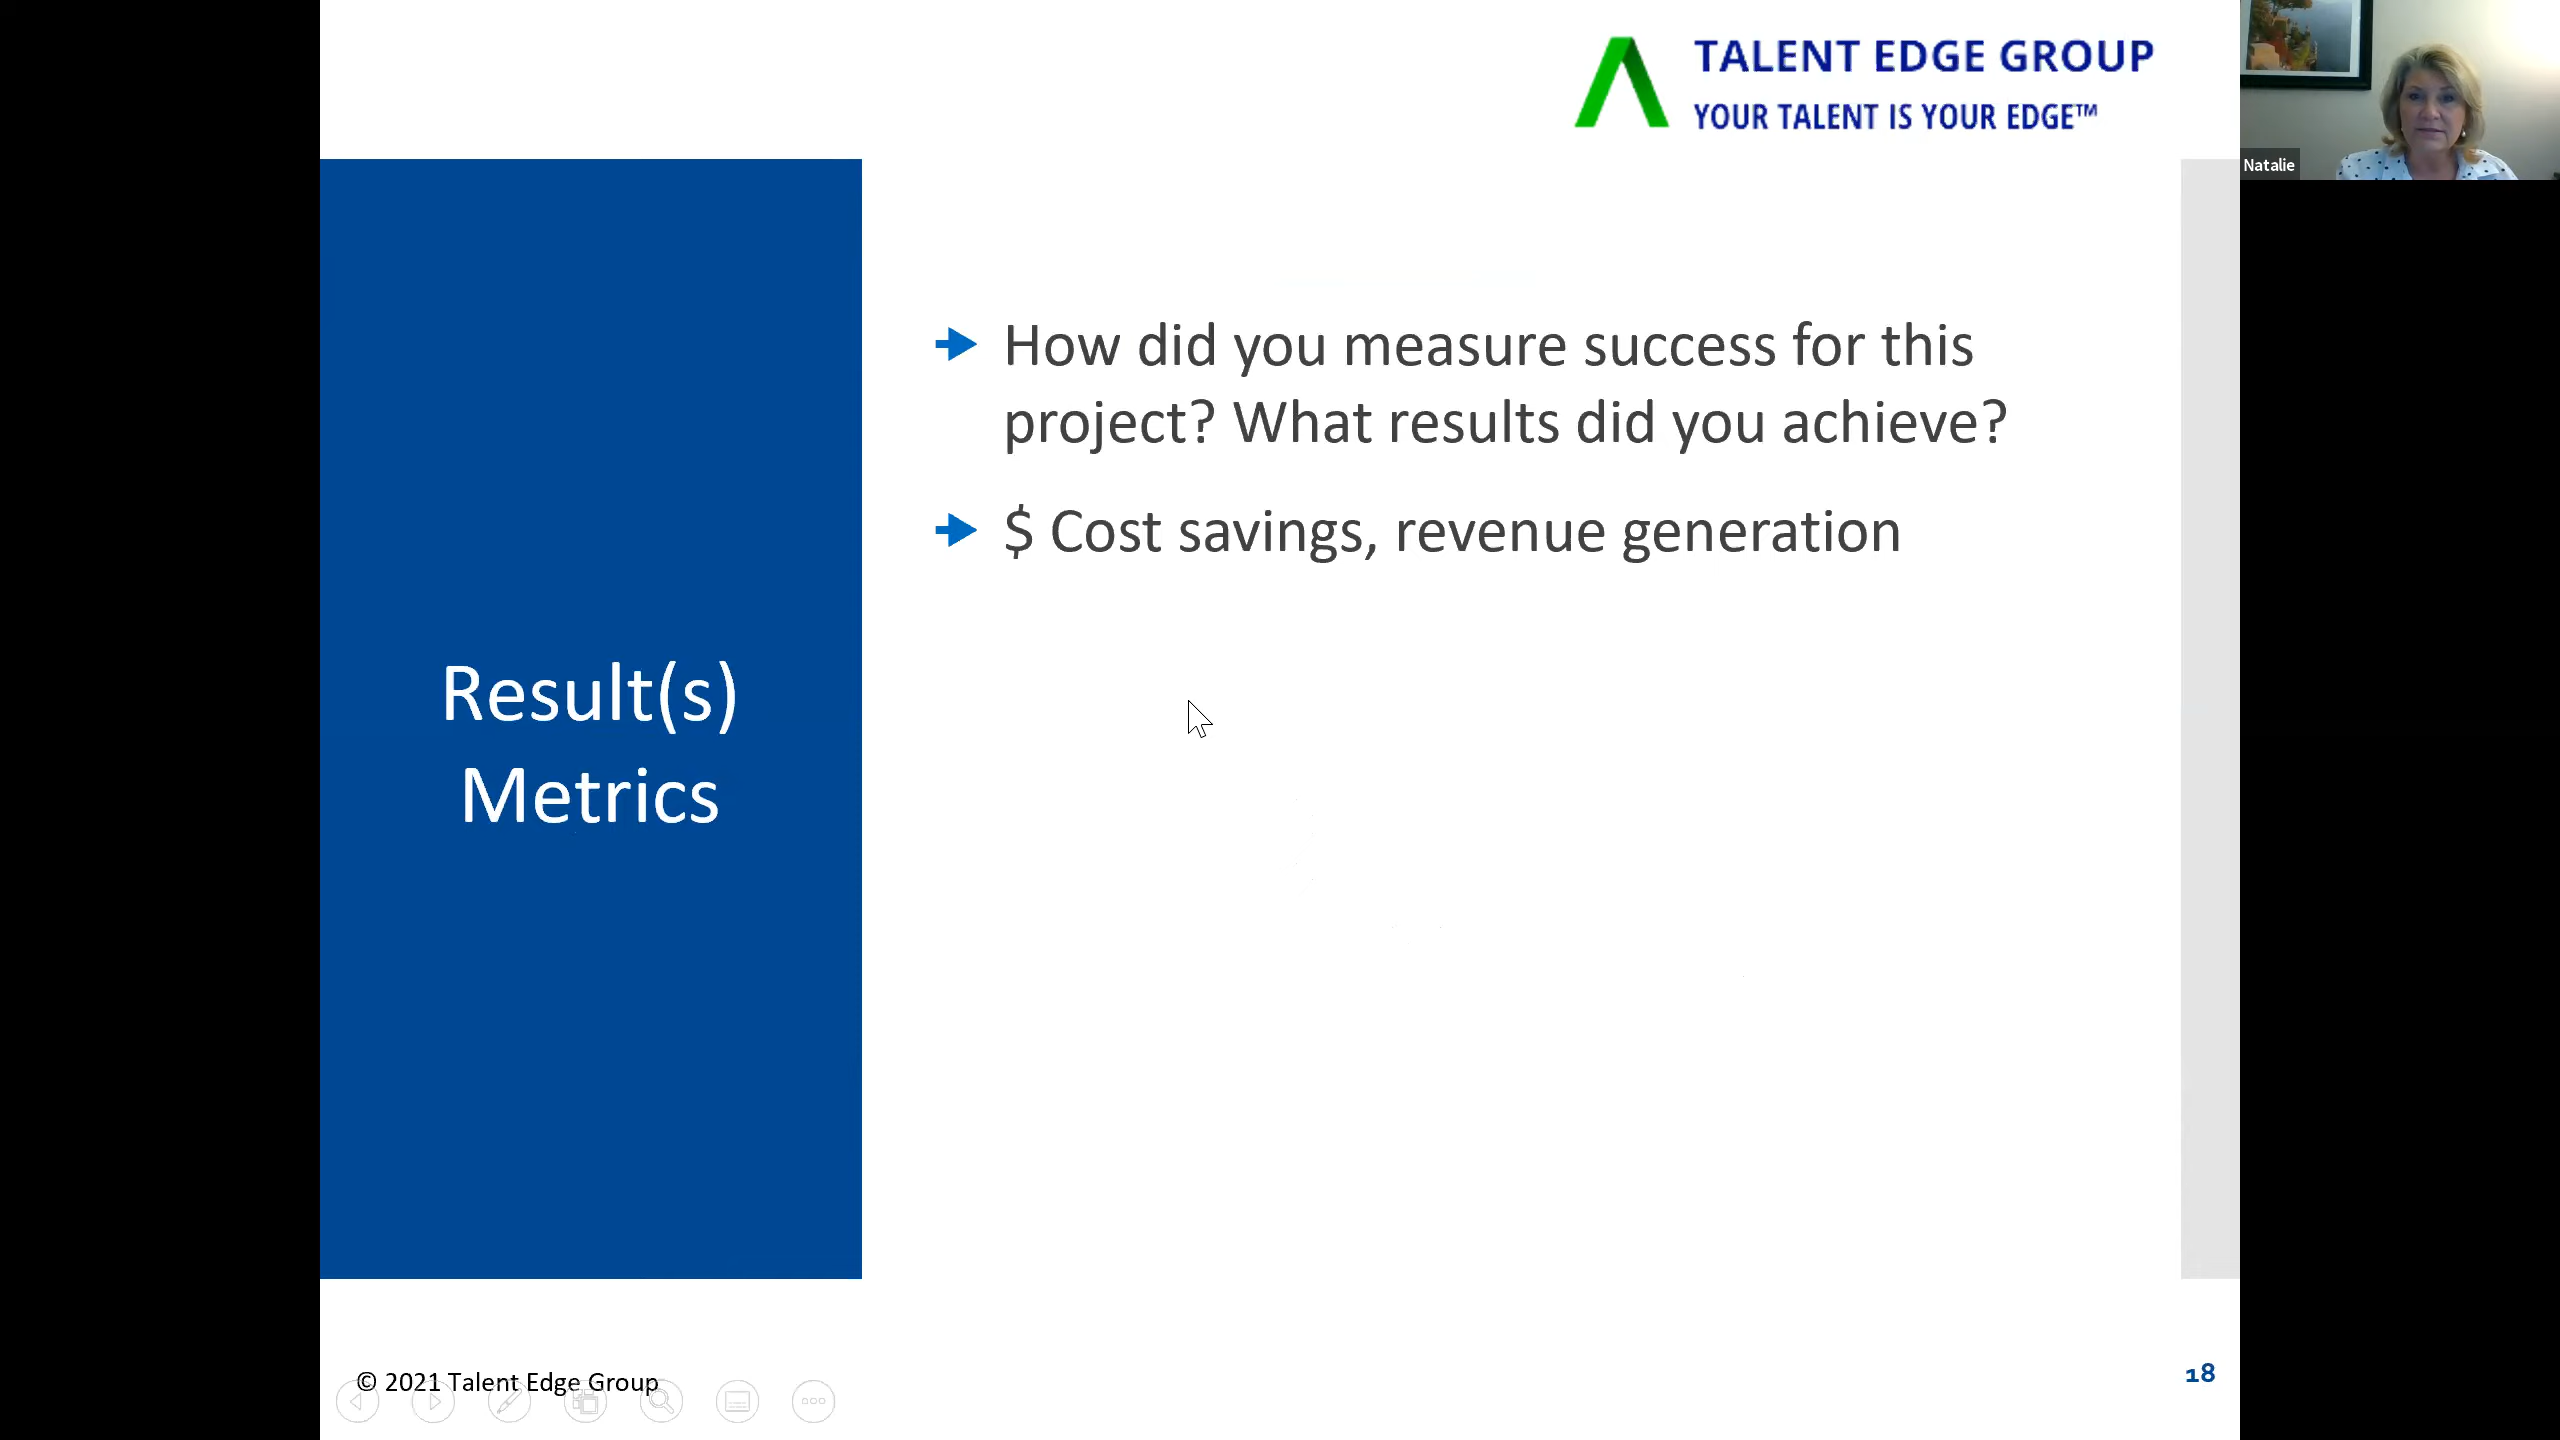 TALENT EDGE GROUP
YOUR TALENT IS YOUR EDGE™
Natalie
How did you measure success for this
project? What results did you achieve?
$ Cost savings, revenue generation
Result(s)
Metrics
© 2021 Talent Edge Group
18